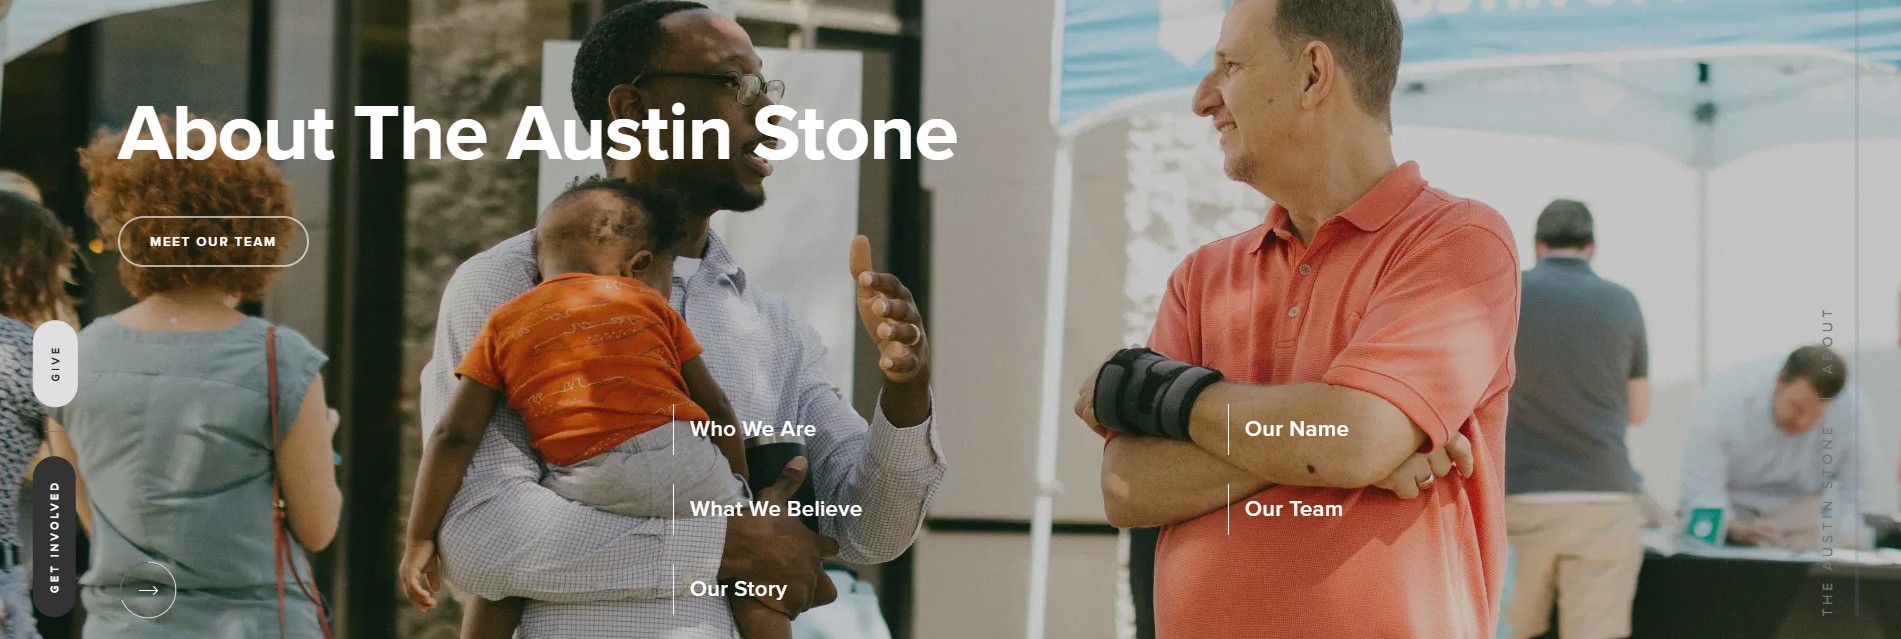 About The Austin Stone
MEET OUR TEAM
GIVE
GET INVOLVED
Who We Are
What We Believe
Our Story
Our Name
Our Team
THE AUSTIN STONE | ABOUT